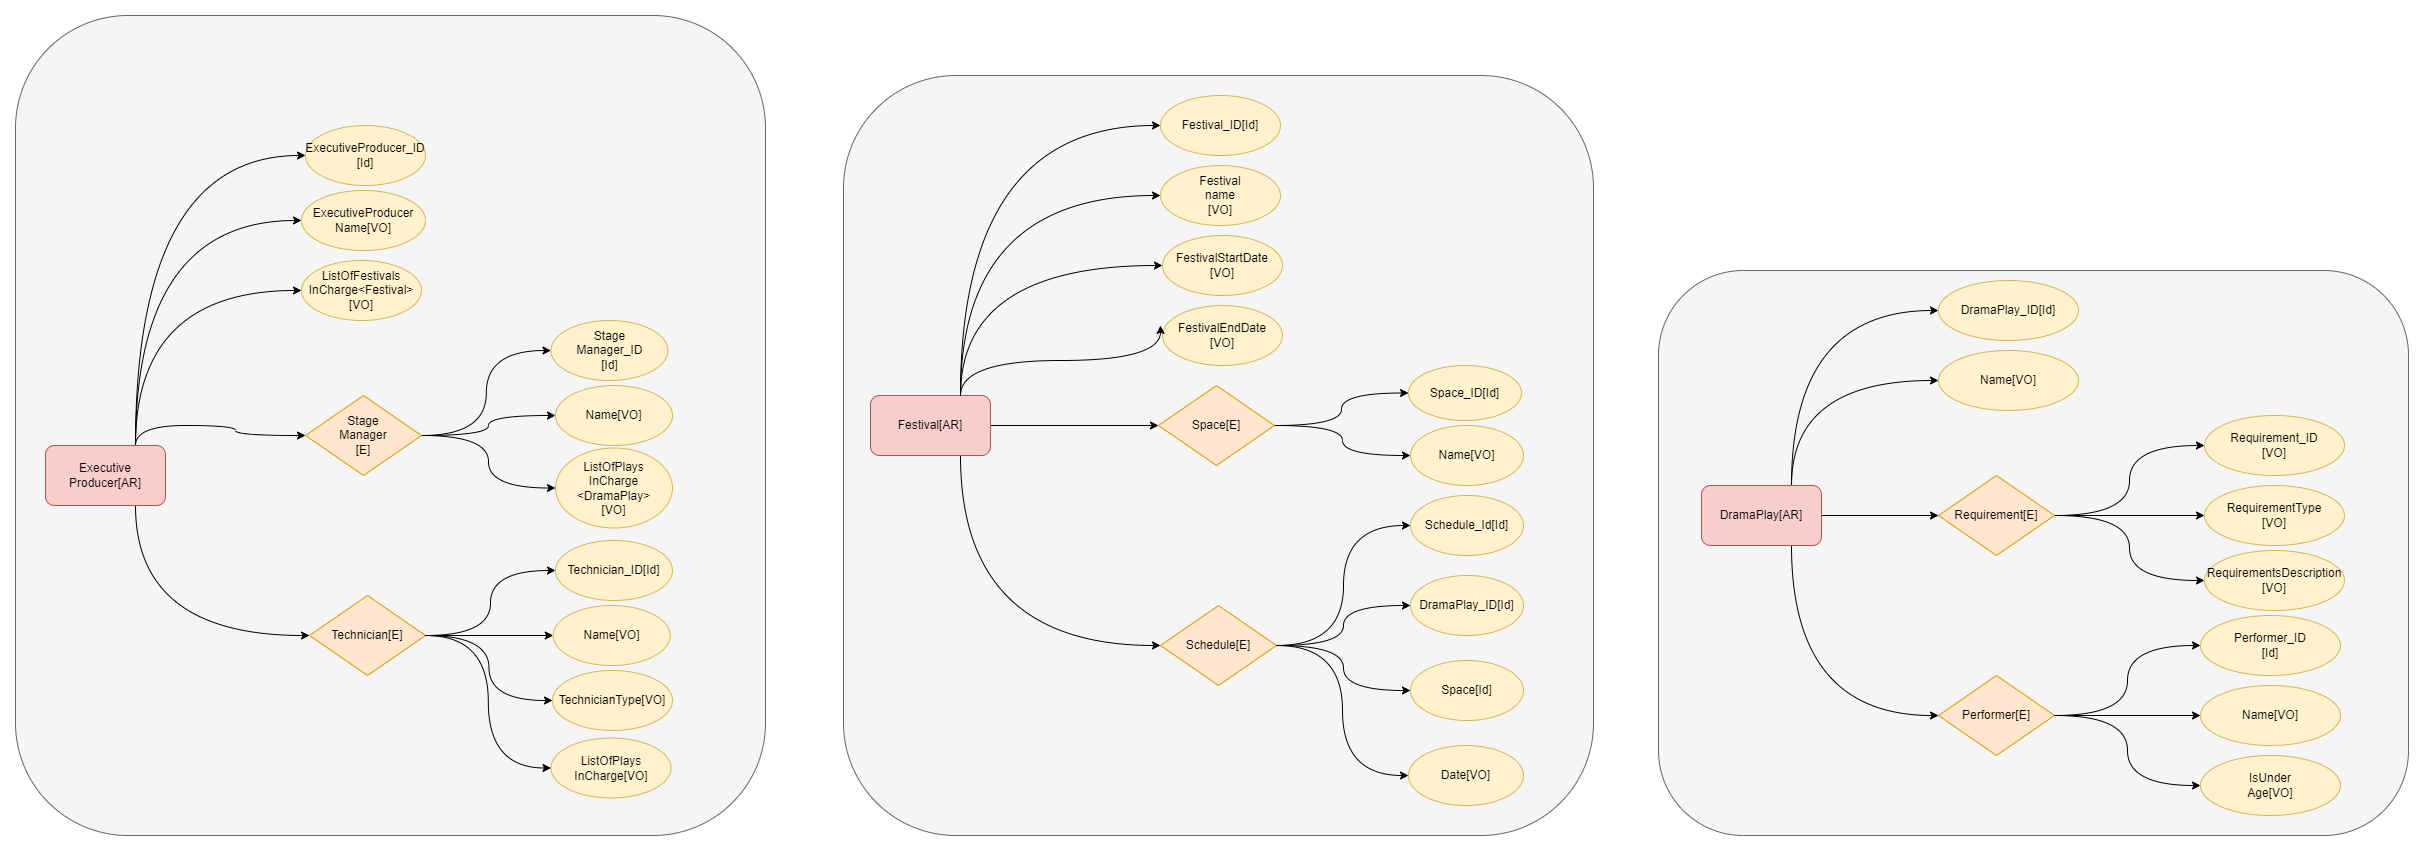 ExecutiveProducer_ID
[Id]
ExecutiveProducer
Name[VO]
ListOfFestivals
InCharge<Festival>
[VO]
Stage
Manager
[E]
Stage
Manager_ID
[Id]
Name[VO]
ListOfPlays
InCharge
<DramaPlay>
[VO]
Executive
Producer[AR]
Technician[E]
Technician_ID[Id]
Name[VO]
TechnicianType[VO]
ListOfPlays
InCharge[VO]
Festival_ID[Id]
Festival
name
[VO]
FestivalStartDate
[VO]
FestivalEndDate
[VO]
Festival[AR]
Space[E]
Space_ID[Id]
Name[VO]
Schedule[E]
Schedule_Id[Id]
DramaPlay_ID[Id]
Space[Id]
Date[VO]
DramaPlay_ID[Id]
Name[VO]
DramaPlay[AR]
Requirement[E]
Requirement_ID
[VO]
RequirementType
[VO]
RequirementsDescription
[VO]
Performer[E]
Performer_ID
[Id]
Name[VO]
IsUnder
Age[VO]